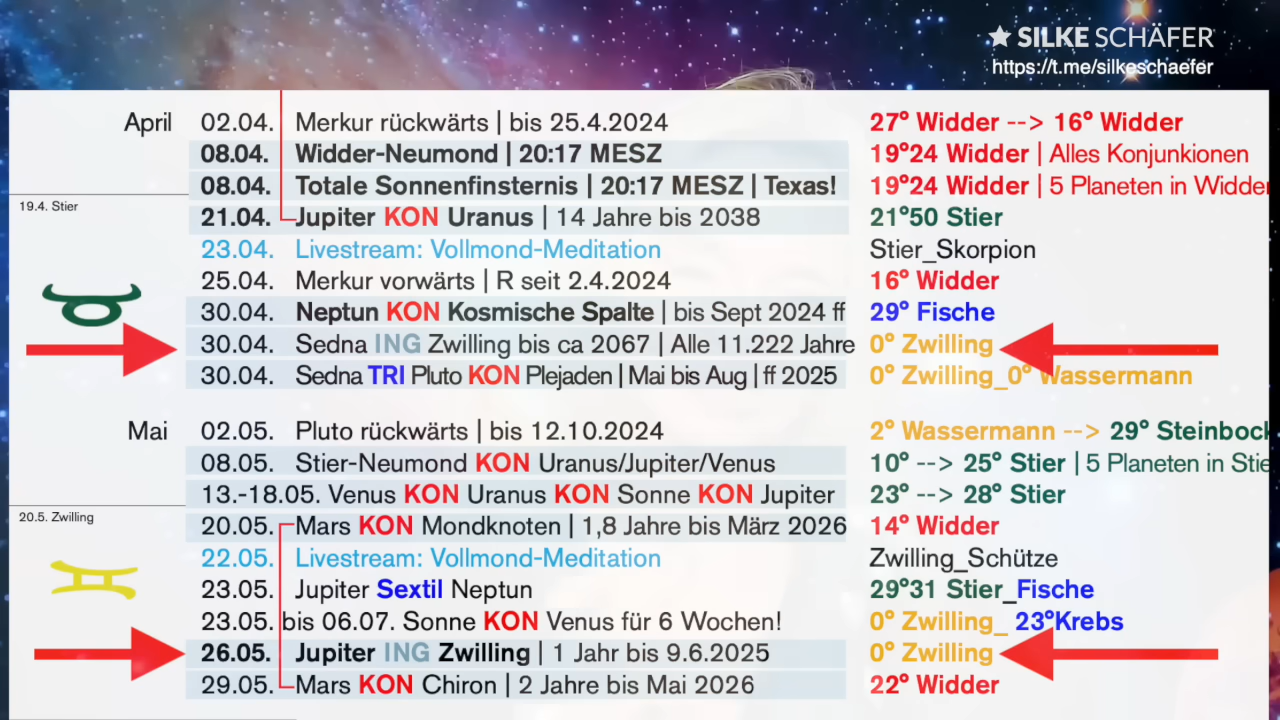 SILKE SCHÄFER
https://t.me/silkeschaefer
April 02.04. Merkur rückwärts | bis 25.4.2024 27° Widder --> 16° Widder
08.04. Widder-Neumond | 20:17 MESZ 19°24 Widder | Alles Konjunkionen
08.04. Totale Sonnenfinsternis | 20:17 MESZ | Texas! 19°24 Widder | 5 Planeten in Widder
19.4. Stier
21.04. Jupiter KON Uranus | 14 Jahre bis 2038 21°50 Stier
23.04. Livestream: Vollmond-Meditation Stier_Skorpion
25.04. Merkur vorwärts | R seit 2.4.2024 16° Widder
30.04. Neptun KON Kosmische Spalte | bis Sept 2024 ff 29° Fische
30.04. Sedna ING Zwilling bis ca 2067 | Alle 11.222 Jahre 0° Zwilling
30.04. Sedna TRI Pluto KON Plejaden | Mai bis Aug | ff 2025 0° Zwilling_0° Wassermann
Mai 02.05. Pluto rückwärts | bis 12.10.2024 2° Wassermann --> 29° Steinbock
08.05. Stier-Neumond KON Uranus/Jupiter/Venus 10° --> 25° Stier | 5 Planeten in Stie
13.-18.05. Venus KON Uranus KON Sonne KON Jupiter 23° --> 28° Stier
20.5. Zwilling
20.05. Mars KON Mondknoten | 1,8 Jahre bis März 2026 14° Widder
22.05. Livestream: Vollmond-Meditation Zwilling_Schütze
23.05. Jupiter Sextil Neptun 29°31 Stier_Fische
23.05. bis 06.07. Sonne KON Venus für 6 Wochen! 0° Zwilling_ 23°Krebs
26.05. Jupiter ING Zwilling | 1 Jahr bis 9.6.2025 0° Zwilling
29.05. Mars KON Chiron | 2 Jahre bis Mai 2026 22° Widder